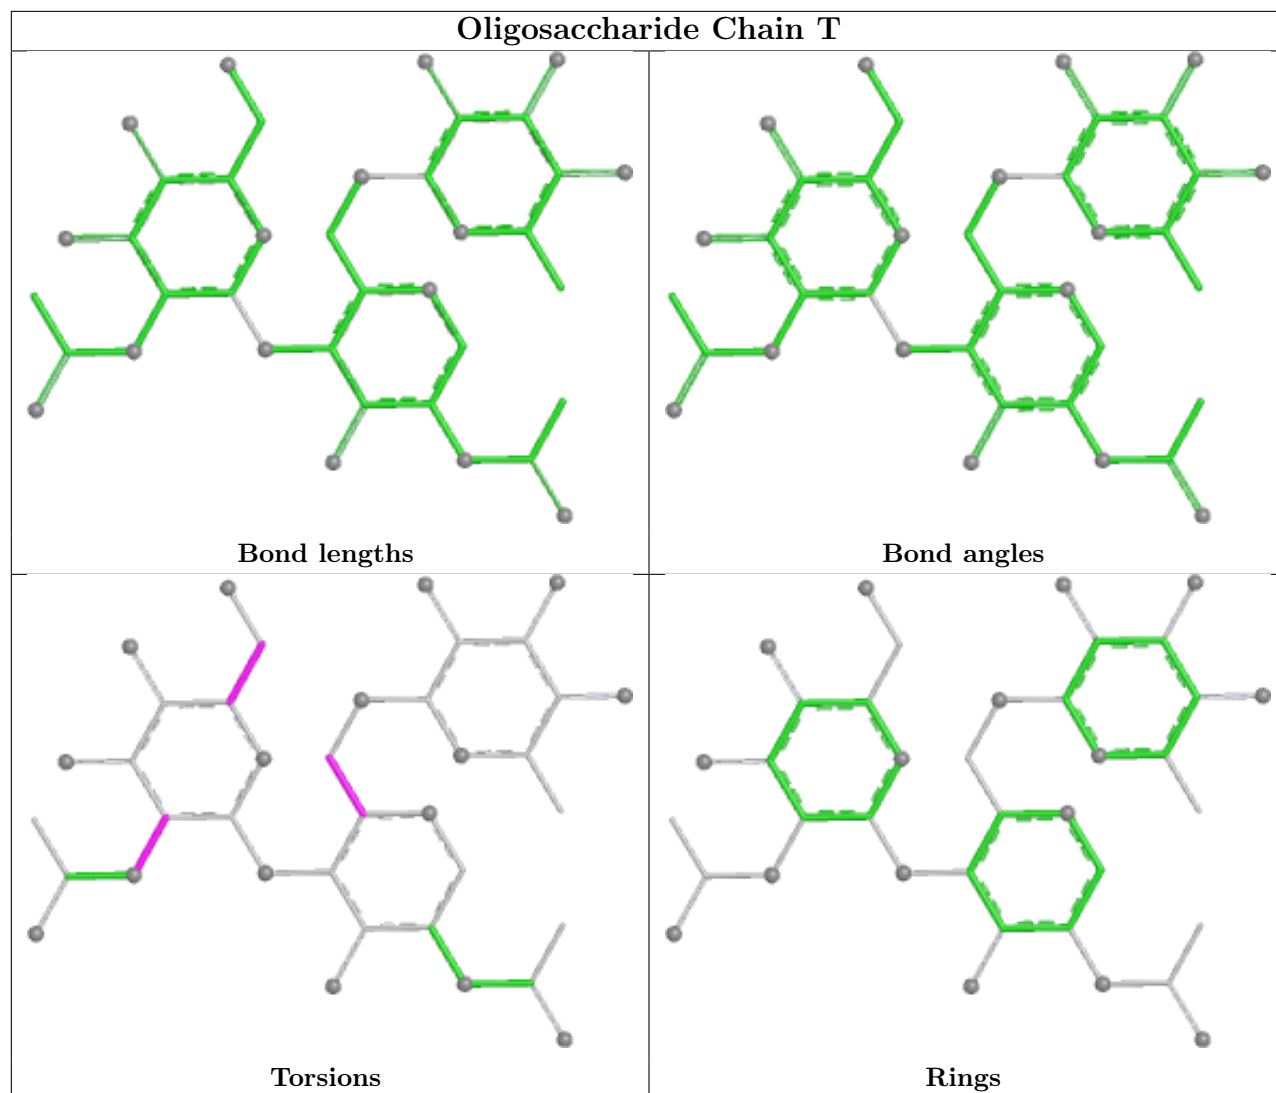 Oligosaccharide Chain T
Bond lengths
Bond angles
Torsions
Rings